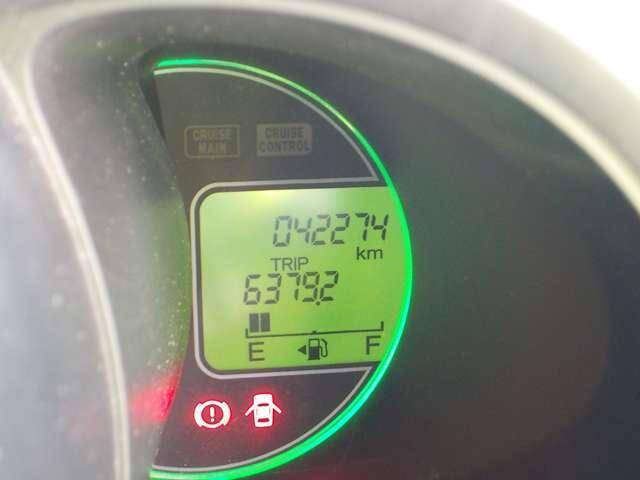 CRUISE MAIN
CRUISE CONTROL
042274
km
TRIP
6379.2
E F